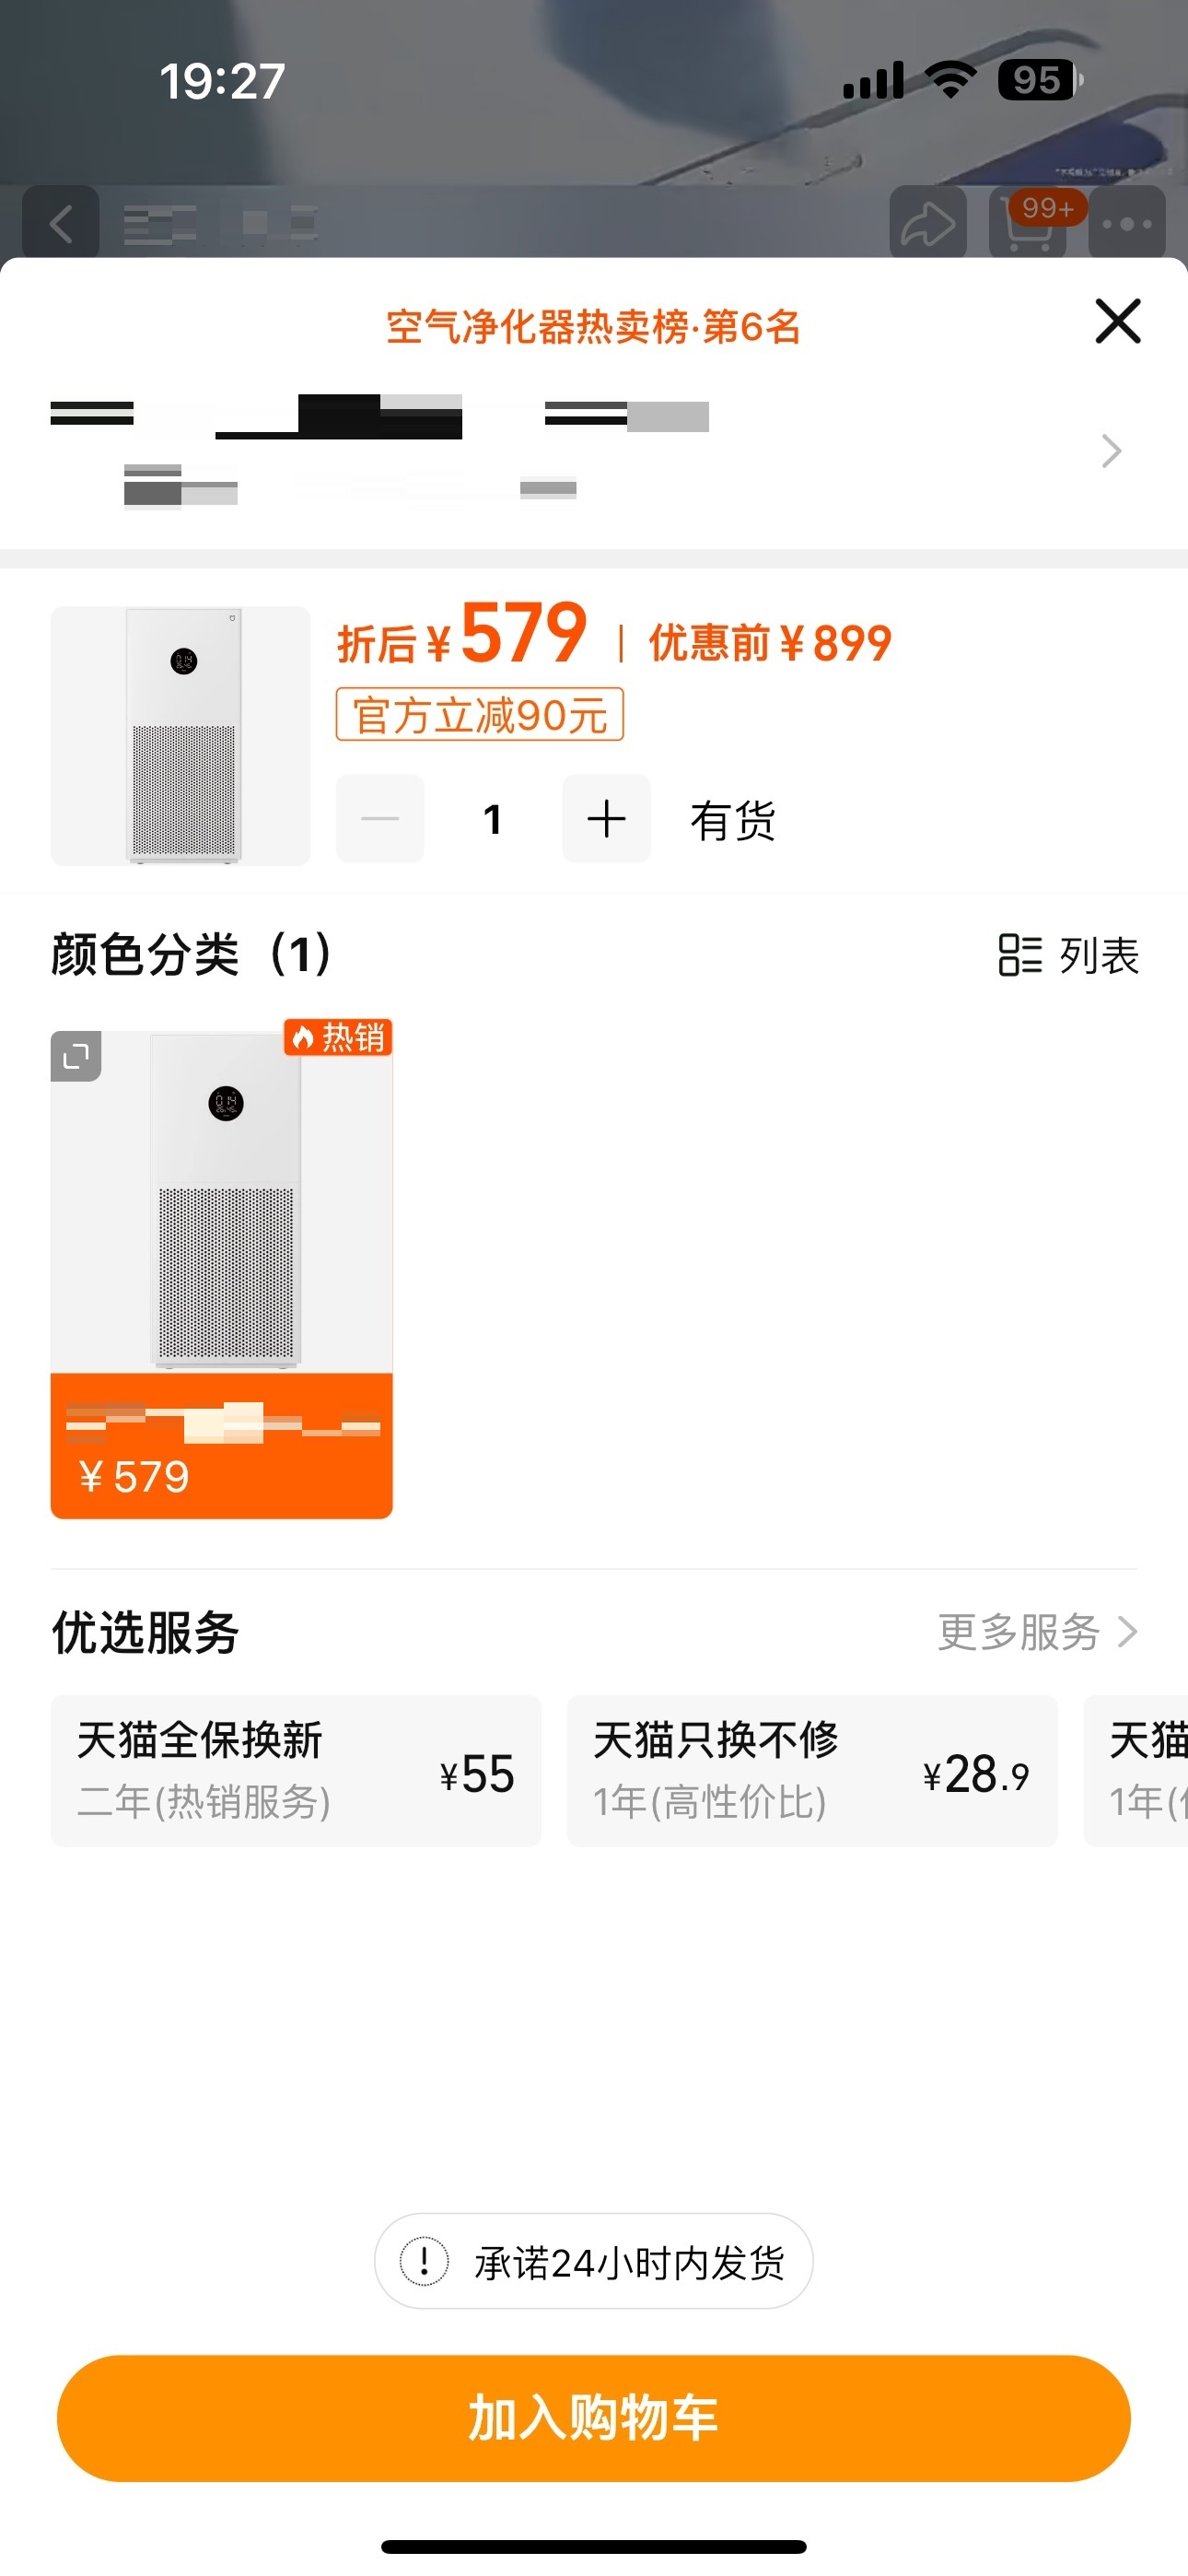 19:27
95
99+
空气净化器热卖榜·第6名
折后¥579 | 优惠前¥899
官方立减90元
1 有货
颜色分类（1）
列表
热销
¥579
优选服务
更多服务
天猫全保换新
二年(热销服务)
¥55
天猫只换不修
1年(高性价比)
¥28.9
天猫
1年(
承诺24小时内发货
加入购物车